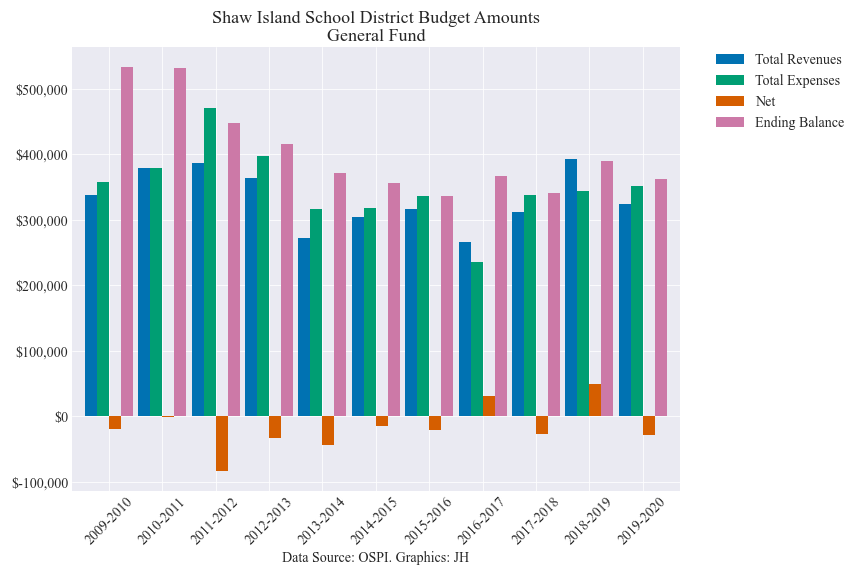 Shaw Island School District Budget Amounts
General Fund
Total Revenues
Total Expenses
Net
Ending Balance
$500,000
$400,000
$300,000
$200,000
$100,000
$0
$-100,000
2009-2010
2010-2011
2011-2012
2012-2013
2013-2014
2014-2015
2015-2016
2016-2017
2017-2018
2018-2019
2019-2020
Data Source: OSPI. Graphics: JH